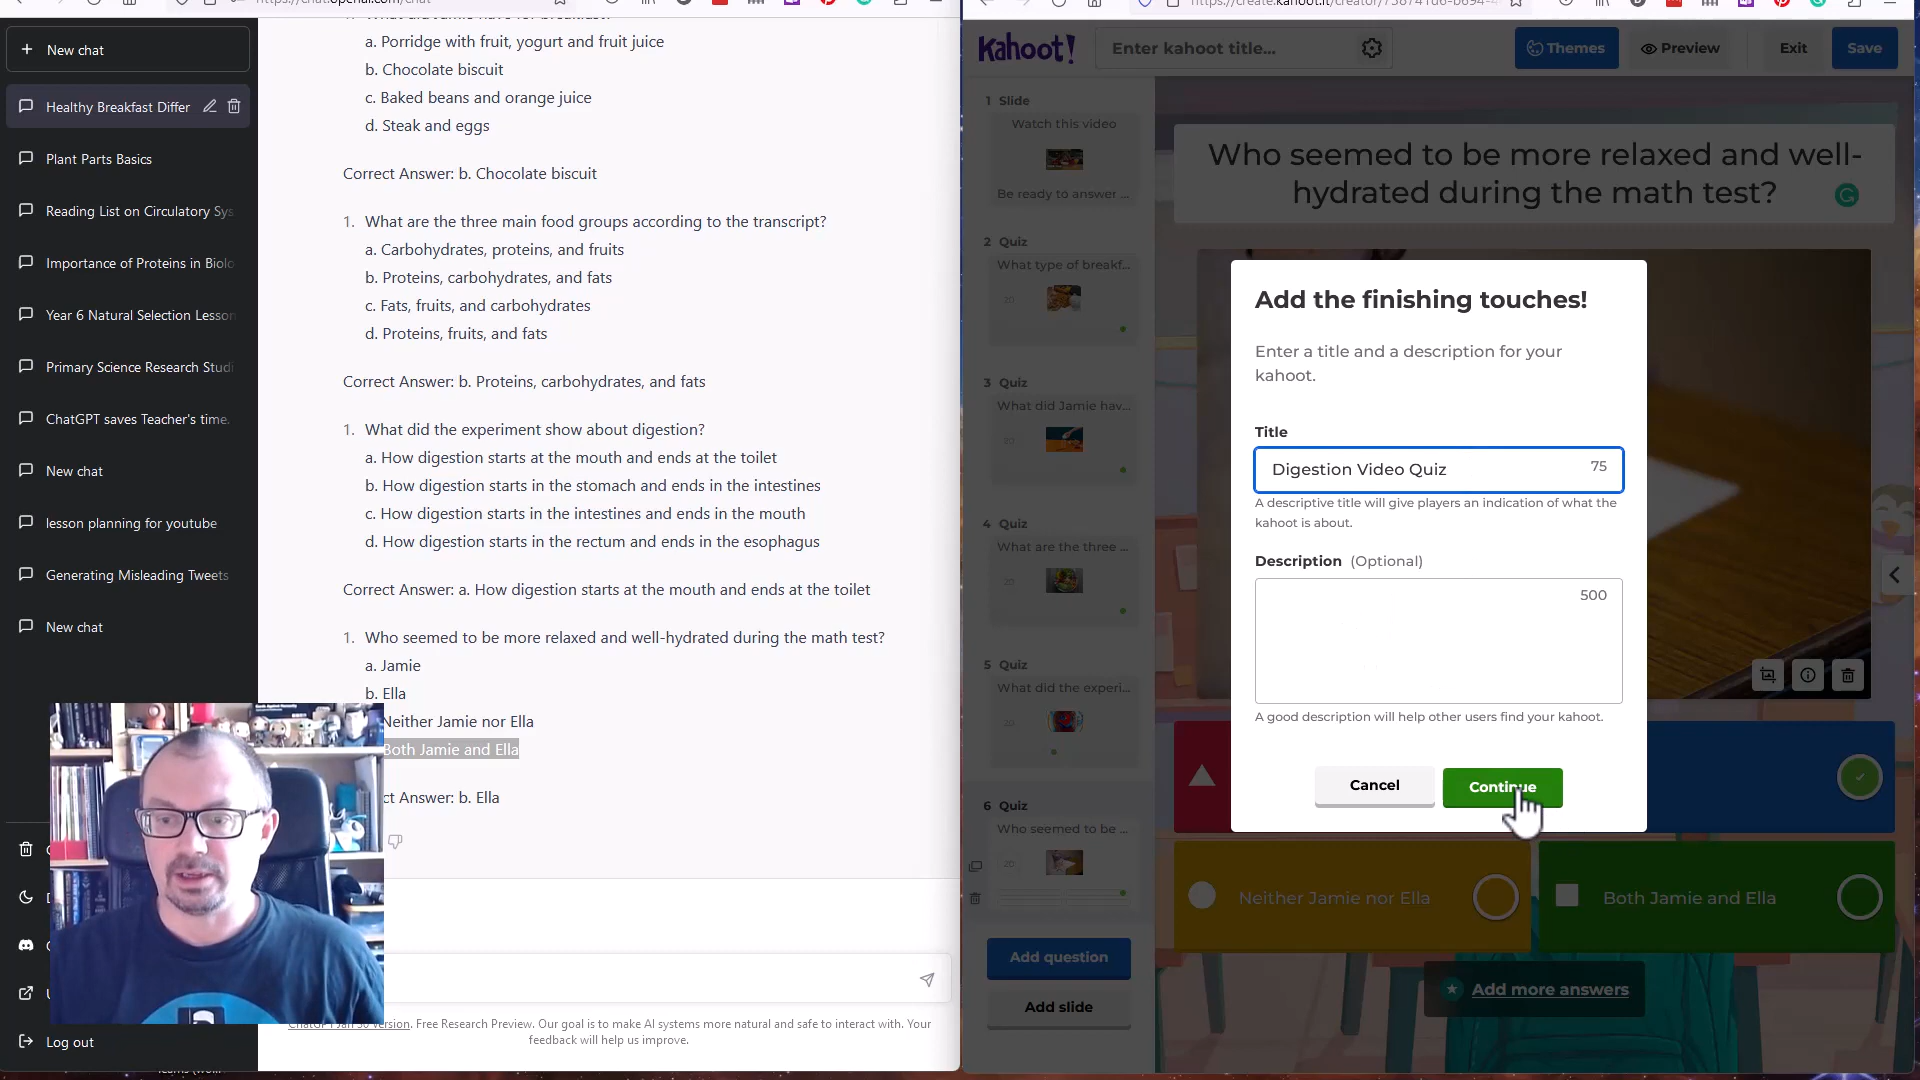 https://chat.openai.com/chat
New chat
Healthy Breakfast Differ
Plant Parts Basics
Reading List on Circulatory Sys
Importance of Proteins in Biolo
Year 6 Natural Selection Lesson
Primary Science Research Studi
ChatGPT saves Teacher's time.
New chat
lesson planning for youtube
Generating Misleading Tweets
New chat
Log out
a. Porridge with fruit, yogurt and fruit juice
b. Chocolate biscuit
c. Baked beans and orange juice
d. Steak and eggs
Correct Answer: b. Chocolate biscuit
1. What are the three main food groups according to the transcript?
a. Carbohydrates, proteins, and fruits
b. Proteins, carbohydrates, and fats
c. Fats, fruits, and carbohydrates
d. Proteins, fruits, and fats
Correct Answer: b. Proteins, carbohydrates, and fats
1. What did the experiment show about digestion?
a. How digestion starts at the mouth and ends at the toilet
b. How digestion starts in the stomach and ends in the intestines
c. How digestion starts in the intestines and ends in the mouth
d. How digestion starts in the rectum and ends in the esophagus
Correct Answer: a. How digestion starts at the mouth and ends at the toilet
1. Who seemed to be more relaxed and well-hydrated during the math test?
a. Jamie
b. Ella
Neither Jamie nor Ella
Both Jamie and Ella
ct Answer: b. Ella
ChatGPT Jan 30 Version. Free Research Preview. Our goal is to make AI systems more natural and safe to interact with. Your
feedback will help us improve.
Kahoot!
Enter kahoot title...
Themes
Preview
Exit
Save
1 Slide
Watch this video
Be ready to answer ...
2 Quiz
What type of breakf...
20
3 Quiz
What did Jamie hav...
20
4 Quiz
What are the three ...
20
5 Quiz
What did the experi...
20
6 Quiz
Who seemed to be ...
20
Add question
Add slide
Who seemed to be more relaxed and well-
hydrated during the math test?
Add the finishing touches!
Enter a title and a description for your
kahoot.
Title
Digestion Video Quiz
75
A descriptive title will give players an indication of what the
kahoot is about.
Description (Optional)
500
A good description will help other users find your kahoot.
Cancel
Continue
Neither Jamie nor Ella
Both Jamie and Ella
Add more answers